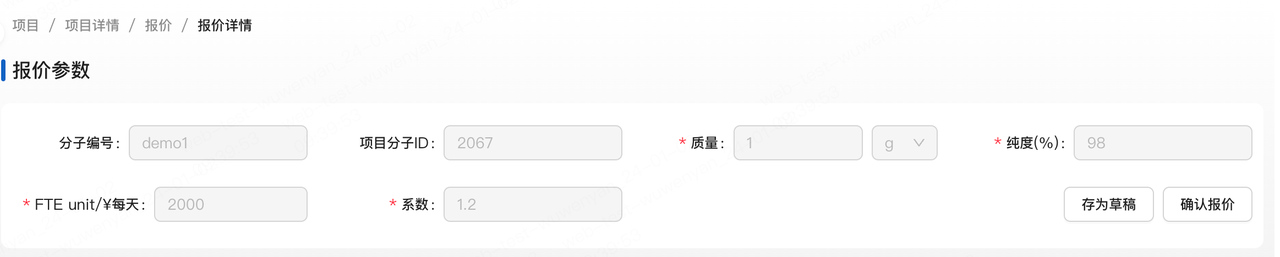 项目 / 项目详情 / 报价 / 报价详情
报价参数
分子编号: demo1 项目分子ID: 2067 * 质量: 1 g * 纯度(%): 98
* FTE unit/¥每天: 2000 * 系数: 1.2 存为草稿 确认报价